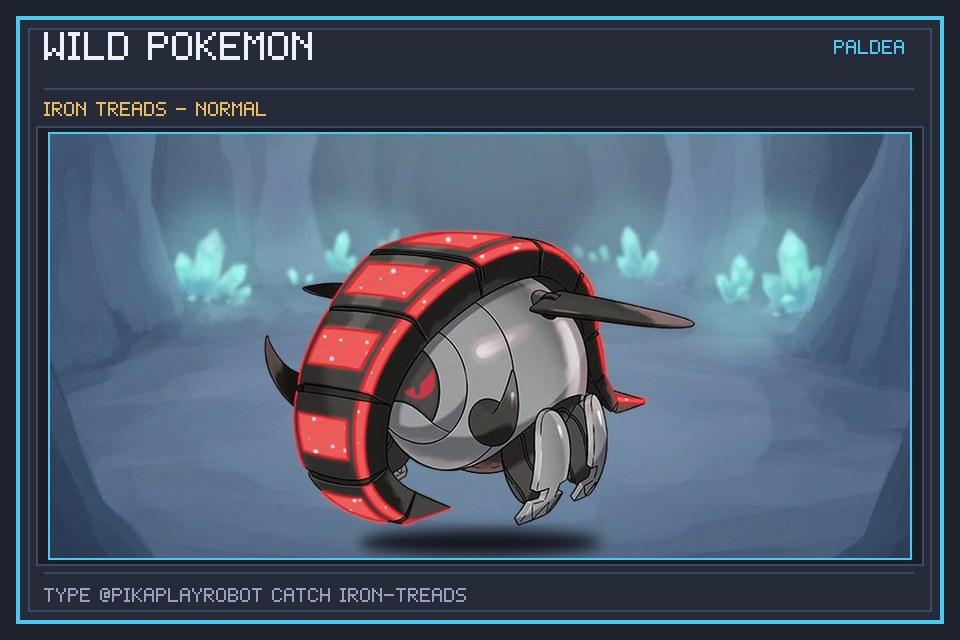 WILD POKEMON
PALDEA
IRON TREADS - NORMAL
TYPE @PIKAPLAYROBOT CATCH IRON-TREADS